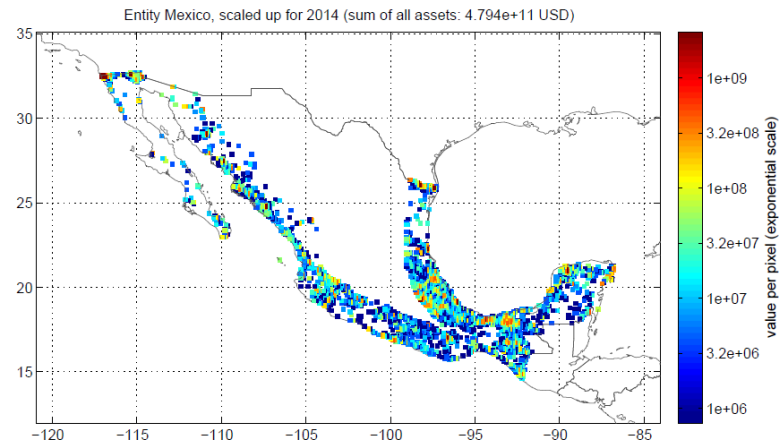 Entity Mexico, scaled up for 2014 (sum of all assets: 4.794e+11 USD)
35
30
25
20
15
−120
−115
−110
−105
−100
−95
−90
−85
1e+09
3.2e+08
1e+08
3.2e+07
1e+07
3.2e+06
1e+06
value per pixel (exponential scale)